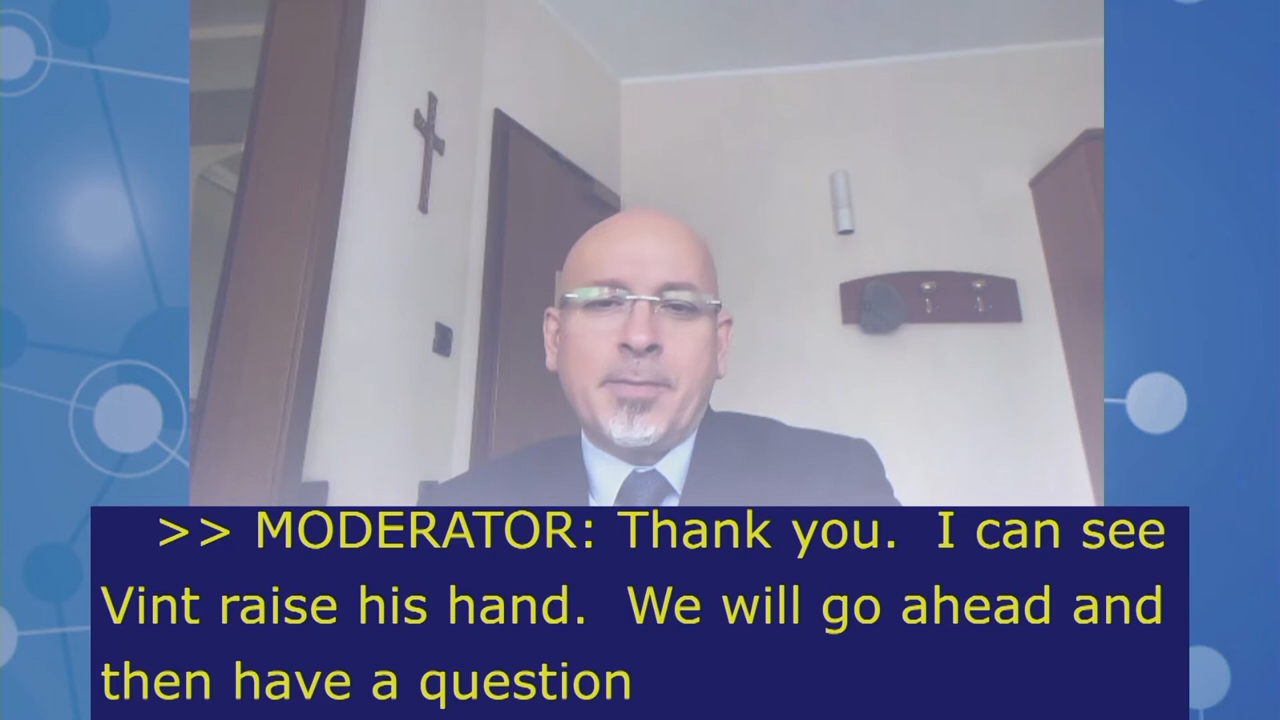 >> MODERATOR: Thank you.  I can see
Vint raise his hand.  We will go ahead and
then have a question